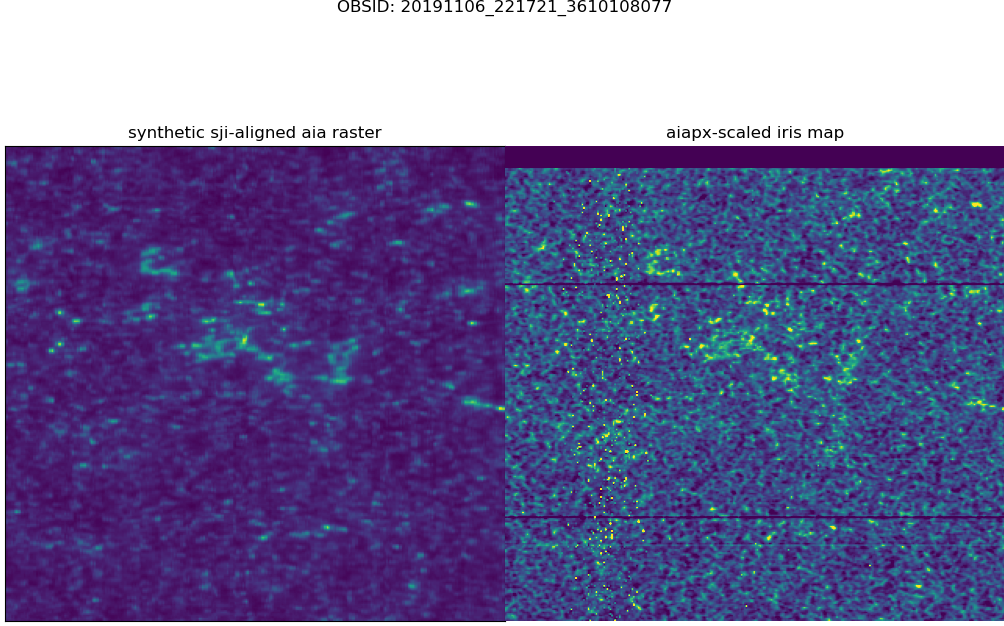 OBSID: 20191106_221721_3610108077
synthetic sji-aligned aia raster
aiapx-scaled iris map